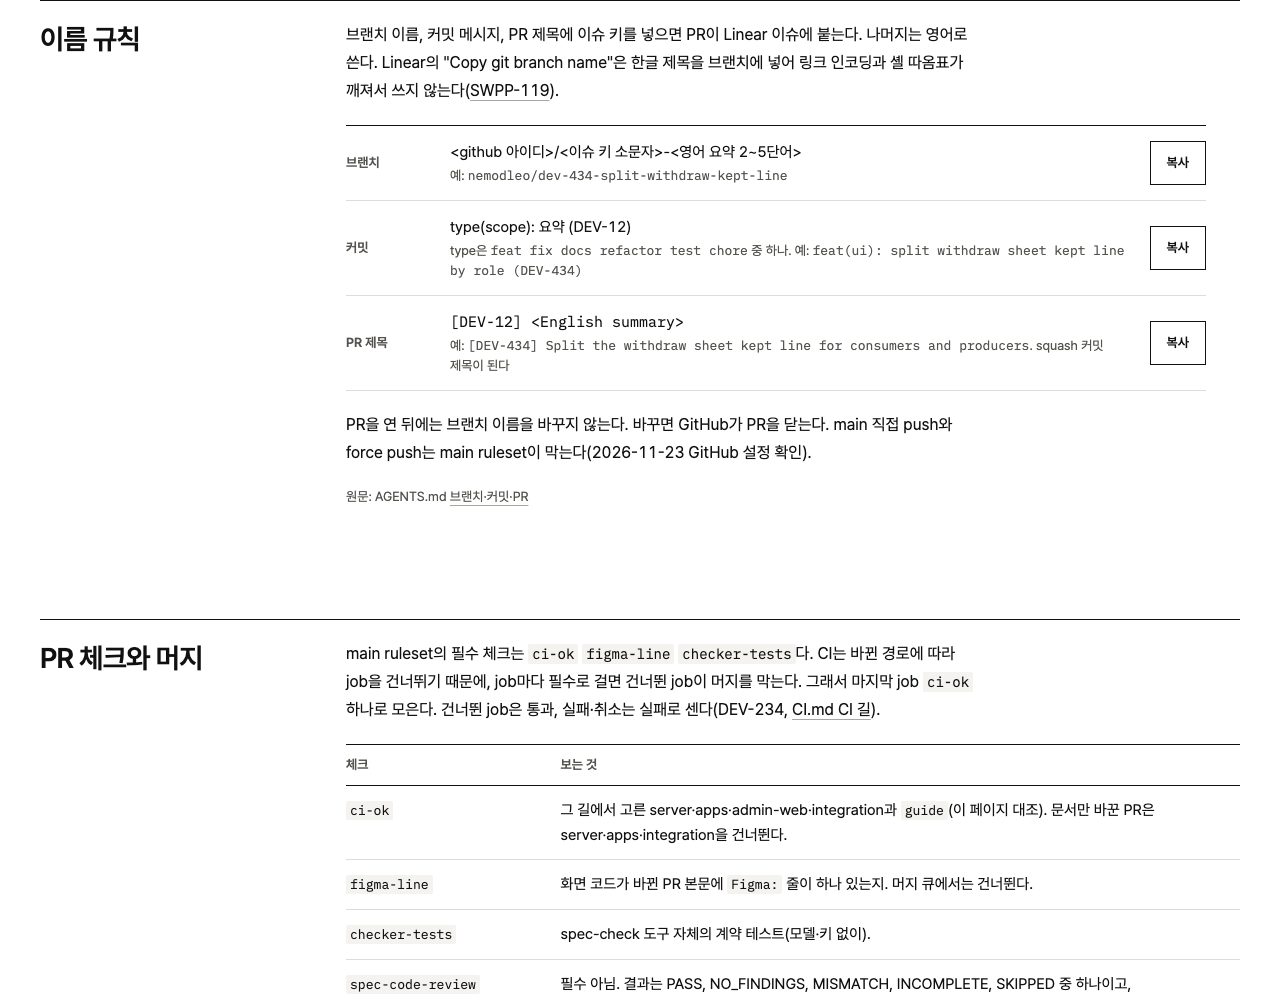 이름 규칙
브랜치 이름, 커밋 메시지, PR 제목에 이슈 키를 넣으면 PR이 Linear 이슈에 붙는다. 나머지는 영어로
쓴다. Linear의 "Copy git branch name"은 한글 제목을 브랜치에 넣어 링크 인코딩과 셸 따옴표가
깨져서 쓰지 않는다(SWPP-119).
브랜치
<github 아이디>/<이슈 키 소문자>-<영어 요약 2~5단어>
예: nemodleo/dev-434-split-withdraw-kept-line
복사
커밋
type(scope): 요약 (DEV-12)
type은 feat fix docs refactor test chore 중 하나. 예: feat(ui): split withdraw sheet kept line
by role (DEV-434)
복사
PR 제목
[DEV-12] <English summary>
예: [DEV-434] Split the withdraw sheet kept line for consumers and producers. squash 커밋
제목이 된다
복사
PR을 연 뒤에는 브랜치 이름을 바꾸지 않는다. 바꾸면 GitHub가 PR을 닫는다. main 직접 push와
force push는 main ruleset이 막는다(2026-11-23 GitHub 설정 확인).
원문: AGENTS.md 브랜치·커밋·PR
PR 체크와 머지
main ruleset의 필수 체크는 ci-ok figma-line checker-tests 다. CI는 바뀐 경로에 따라
job을 건너뛰기 때문에, job마다 필수로 걸면 건너뛴 job이 머지를 막는다. 그래서 마지막 job ci-ok
하나로 모은다. 건너뛴 job은 통과, 실패·취소는 실패로 센다(DEV-234, CI.md CI 길).
체크
보는 것
ci-ok
그 길에서 고른 server·apps·admin-web·integration과 guide (이 페이지 대조). 문서만 바꾼 PR은
server·apps·integration을 건너뛴다.
figma-line
화면 코드가 바뀐 PR 본문에 Figma: 줄이 하나 있는지. 머지 큐에서는 건너뛴다.
checker-tests
spec-check 도구 자체의 계약 테스트(모델·키 없이).
spec-code-review
필수 아님. 결과는 PASS, NO_FINDINGS, MISMATCH, INCOMPLETE, SKIPPED 중 하나이고,